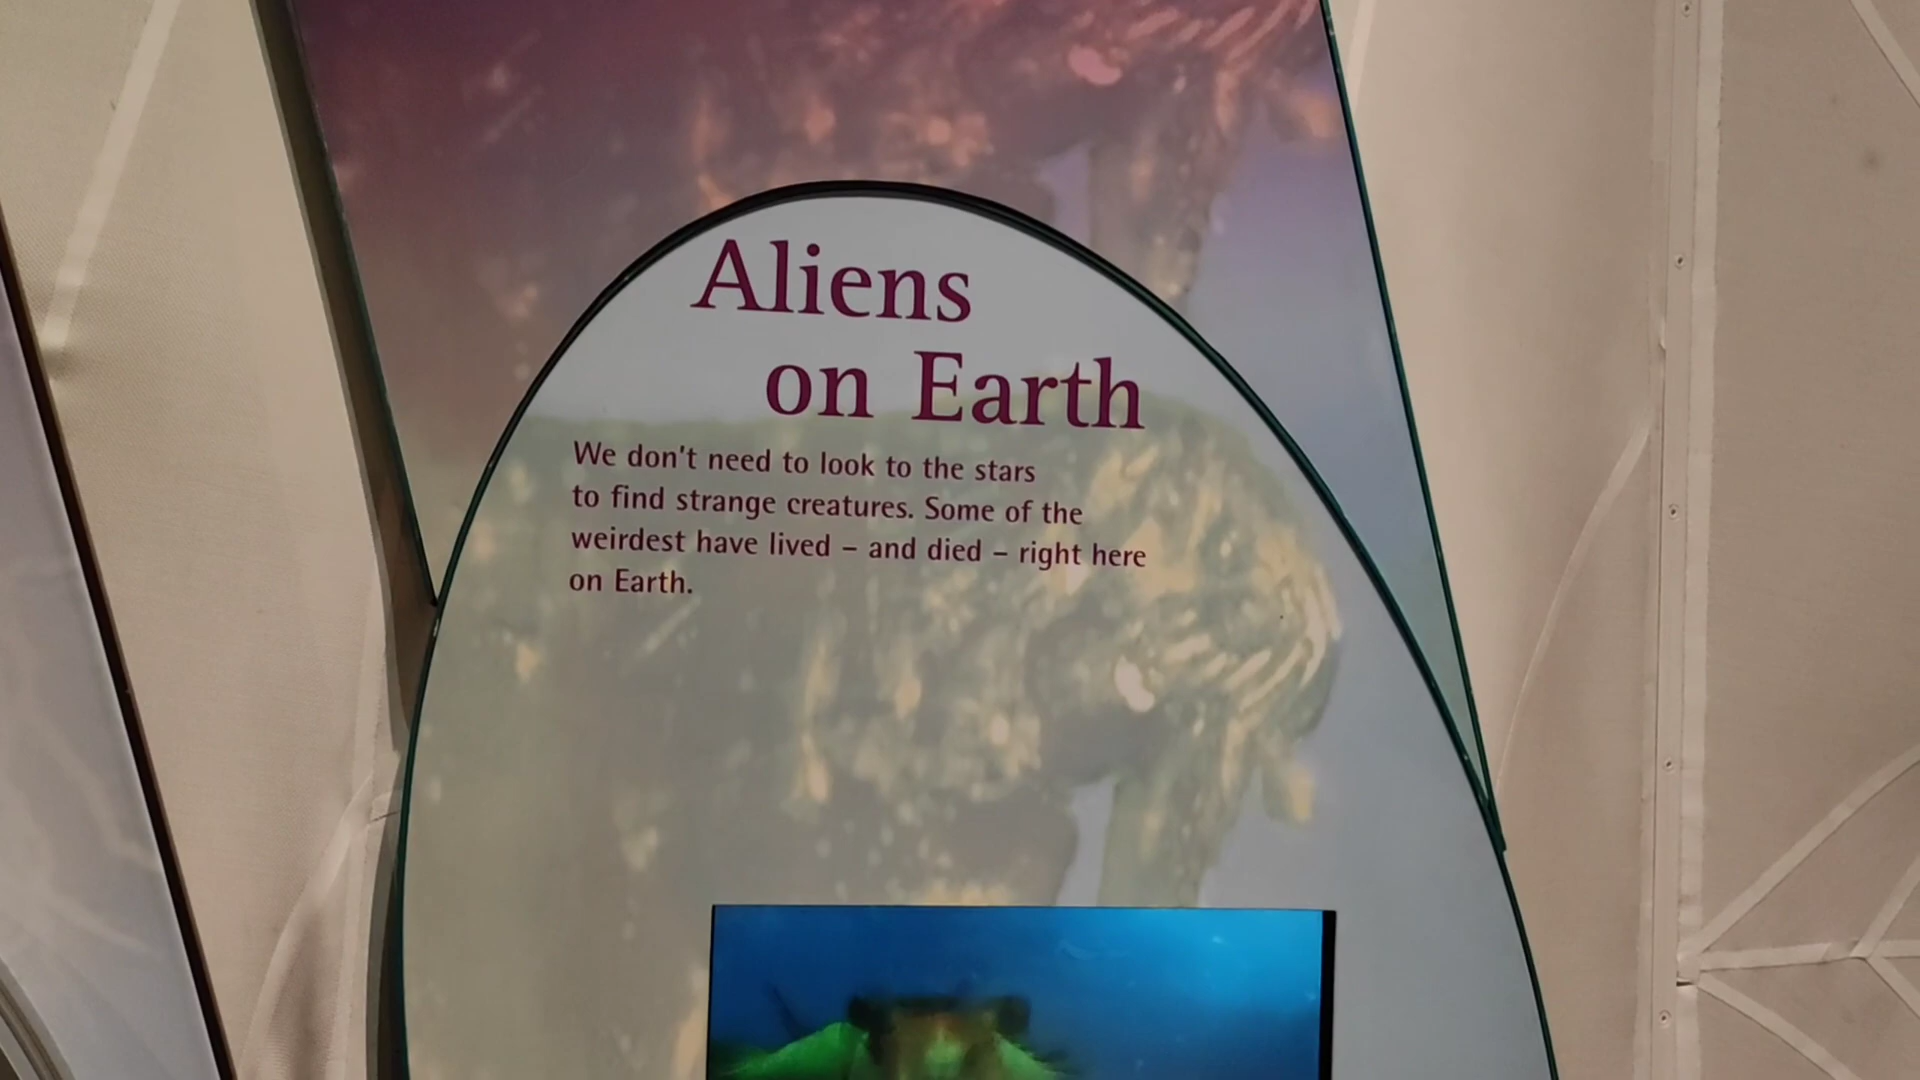 Aliens
on Earth
We don't need to look to the stars
to find strange creatures. Some of the
weirdest have lived – and died – right here
on Earth.